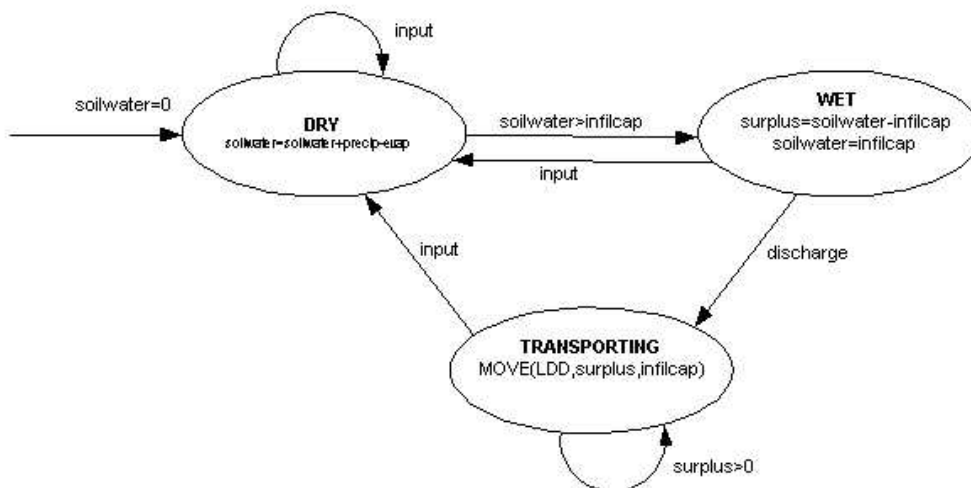 input
soilwater=0
DRY
soilwater=soilwater+precip-evap
soilwater>infilcap
WET
surplus=soilwater-infilcap
soilwater=infilcap
input
input
discharge
TRANSPORTING
MOVE(LDD,surplus,infilcap)
surplus>0